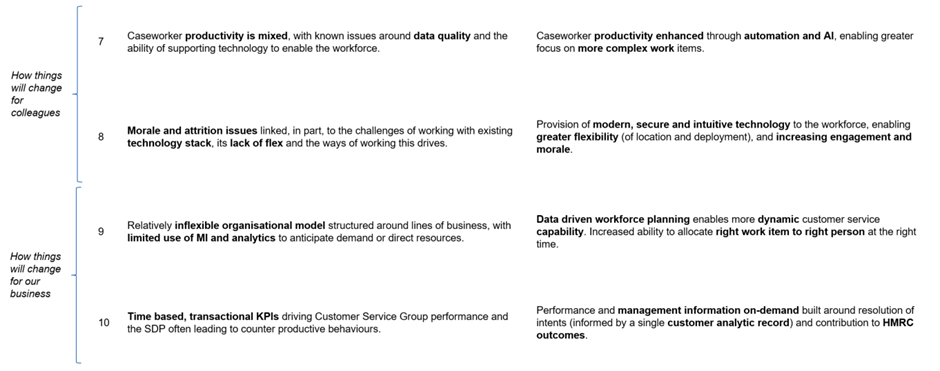 How things
will change
for
colleagues
7
Caseworker productivity is mixed, with known issues around data quality and the
ability of supporting technology to enable the workforce.
Caseworker productivity enhanced through automation and AI, enabling greater
focus on more complex work items.
8
Morale and attrition issues linked, in part, to the challenges of working with existing
technology stack, its lack of flex and the ways of working this drives.
Provision of modern, secure and intuitive technology to the workforce, enabling
greater flexibility (of location and deployment), and increasing engagement and
morale.
How things
will change
for our
business
9
Relatively inflexible organisational model structured around lines of business, with
limited use of MI and analytics to anticipate demand or direct resources.
Data driven workforce planning enables more dynamic customer service
capability. Increased ability to allocate right work item to right person at the right
time.
10
Time based, transactional KPIs driving Customer Service Group performance and
the SDP often leading to counter productive behaviours.
Performance and management information on-demand built around resolution of
intents (informed by a single customer analytic record) and contribution to HMRC
outcomes.